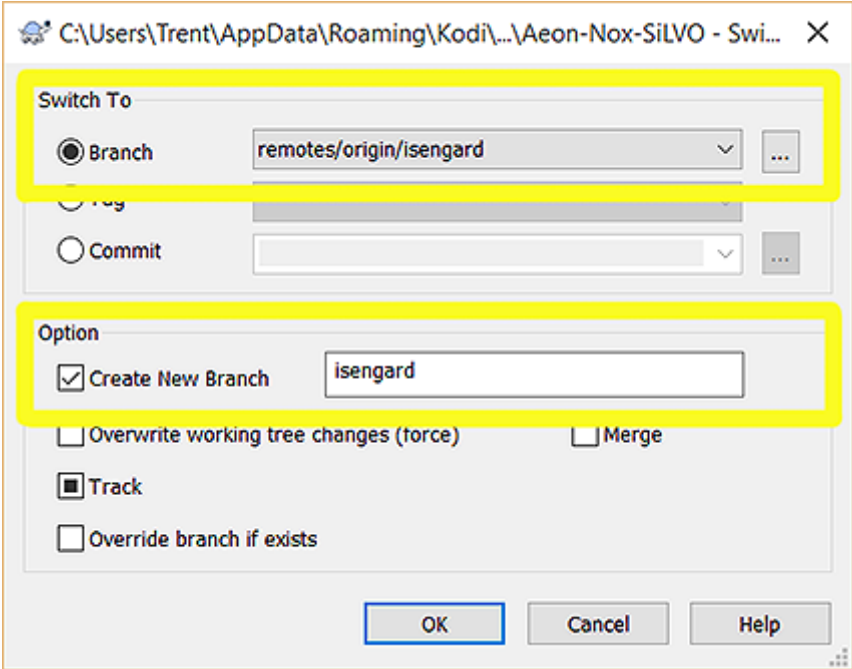 C:\Users\Trent\AppData\Roaming\Kodi\...\Aeon-Nox-SiLVO - Swi...
Switch To
Branch remotes/origin/isengard ...
Tag
Commit ...
Option
Create New Branch isengard
Overwrite working tree changes (force) Merge
Track
Override branch if exists
OK Cancel Help